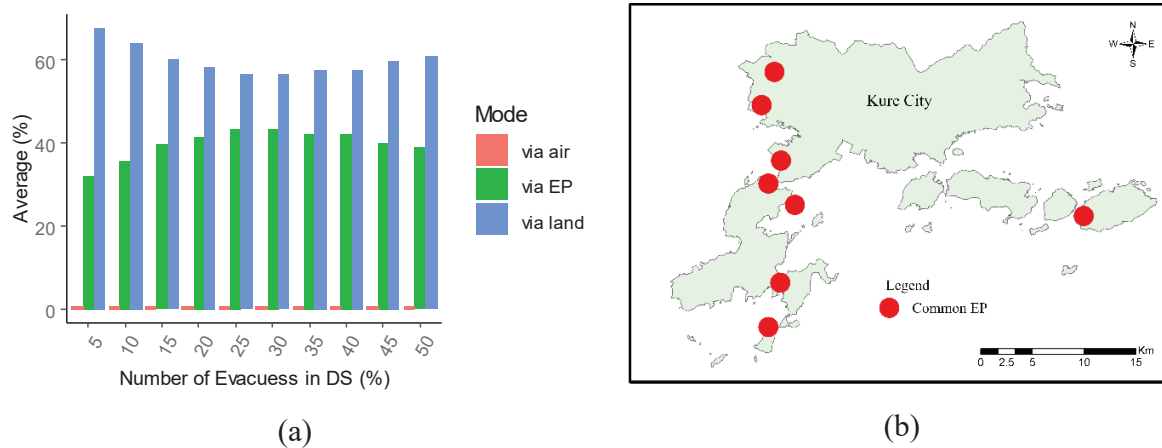 60
40
20
0
Average (%)
5
10
15
20
25
30
35
40
45
50
Number of Evacuess in DS (%)
Mode
via air
via EP
via land
(a)
N
W E
S
Kure City
Legend
Common EP
Km
0 2.5 5 10 15
(b)